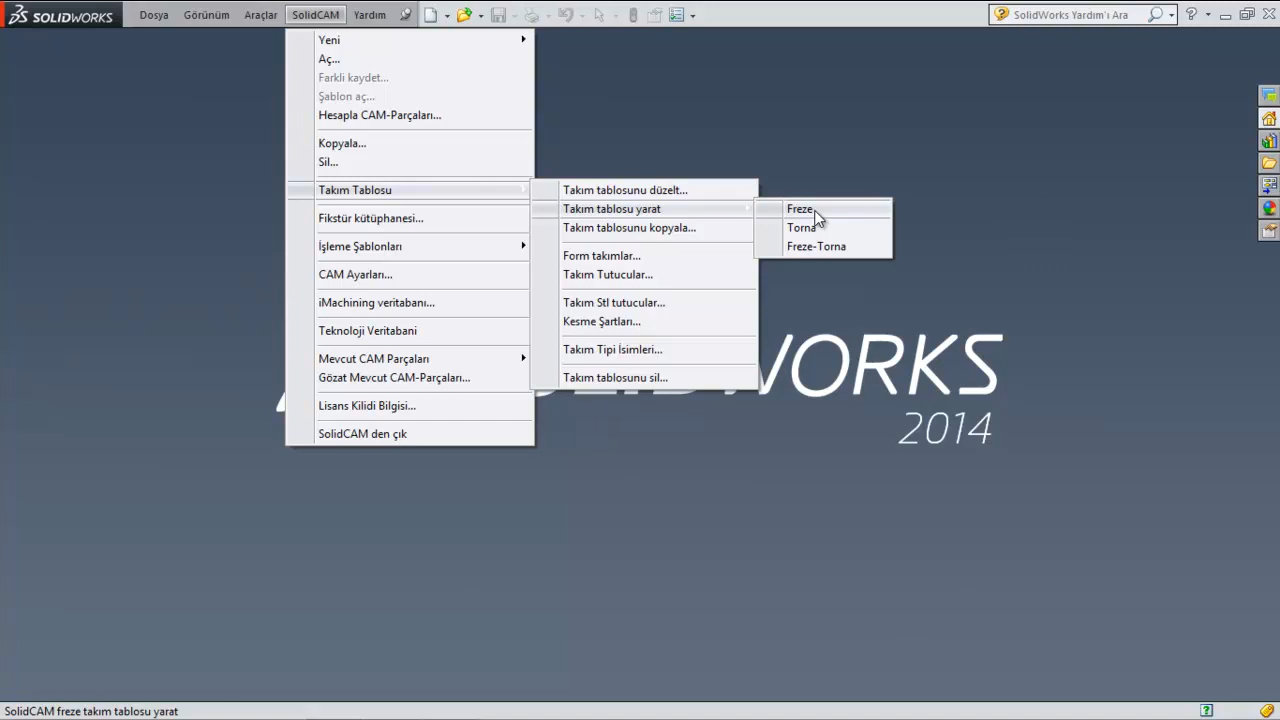 SOLIDWORKS
Dosya Görünüm Araçlar SolidCAM Yardım
SolidWorks Yardım'ı Ara
Yeni
Aç...
Farkli kaydet...
Şablon aç...
Hesapla CAM-Parçaları...
Kopyala...
Sil...
Takım Tablosu
Fikstür kütüphanesi...
İşleme Şablonları
CAM Ayarları...
iMachining veritabanı...
Teknoloji Veritabani
Mevcut CAM Parçaları
Gözat Mevcut CAM-Parçaları...
Lisans Kilidi Bilgisi...
SolidCAM den çık
Takım tablosunu düzelt...
Takım tablosu yarat
Takım tablosunu kopyala...
Form takımlar...
Takım Tutucular...
Takım Stl tutucular...
Kesme Şartları...
Takım Tipi İsimleri...
Takım tablosunu sil...
Freze
Torna
Freze-Torna
WORKS
2014
SolidCAM freze takım tablosu yarat